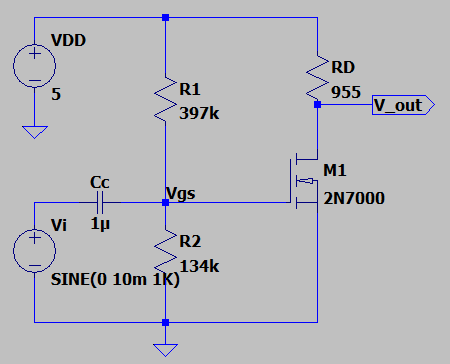 VDD
5
R1
397k
RD
955
V_out
M1
2N7000
Cc
1µ
Vgs
Vi
SINE(0 10m 1K)
R2
134k